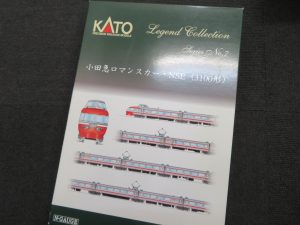 KATO
Legend Collection
Series No.7
小田急ロマンスカー・NSE(3100形)
N-GAUGE